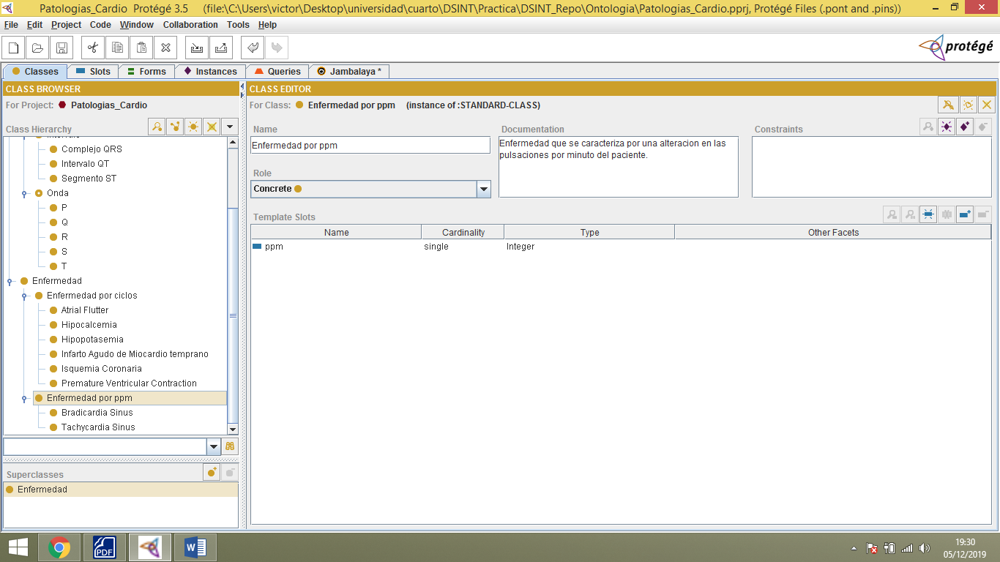 Patologias_Cardio  Protégé 3.5    (file:\C:\Users\victor\Desktop\universidad\cuarto\DSINT\Practica\DSINT_Repo\Ontologia\Patologias_Cardio.pprj, Protégé Files (.pont and .pins))
File Edit Project Code Window Collaboration Tools Help
protégé
Classes Slots Forms Instances Queries Jambalaya *
CLASS BROWSER
For Project: Patologias_Cardio
Class Hierarchy
Complejo QRS
Intervalo QT
Segmento ST
Onda
P
Q
R
S
T
Enfermedad
Enfermedad por ciclos
Atrial Flutter
Hipocalcemia
Hipopotasemia
Infarto Agudo de Miocardio temprano
Isquemia Coronaria
Premature Ventricular Contraction
Enfermedad por ppm
Bradicardia Sinus
Tachycardia Sinus
Superclasses
Enfermedad
CLASS EDITOR
For Class: Enfermedad por ppm (instance of :STANDARD-CLASS)
Name
Enfermedad por ppm
Role
Concrete
Documentation
Enfermedad que se caracteriza por una alteracion en las
pulsaciones por minuto del paciente.
Constraints
Template Slots
Name Cardinality Type Other Facets
ppm single Integer
PDF
19:30
05/12/2019